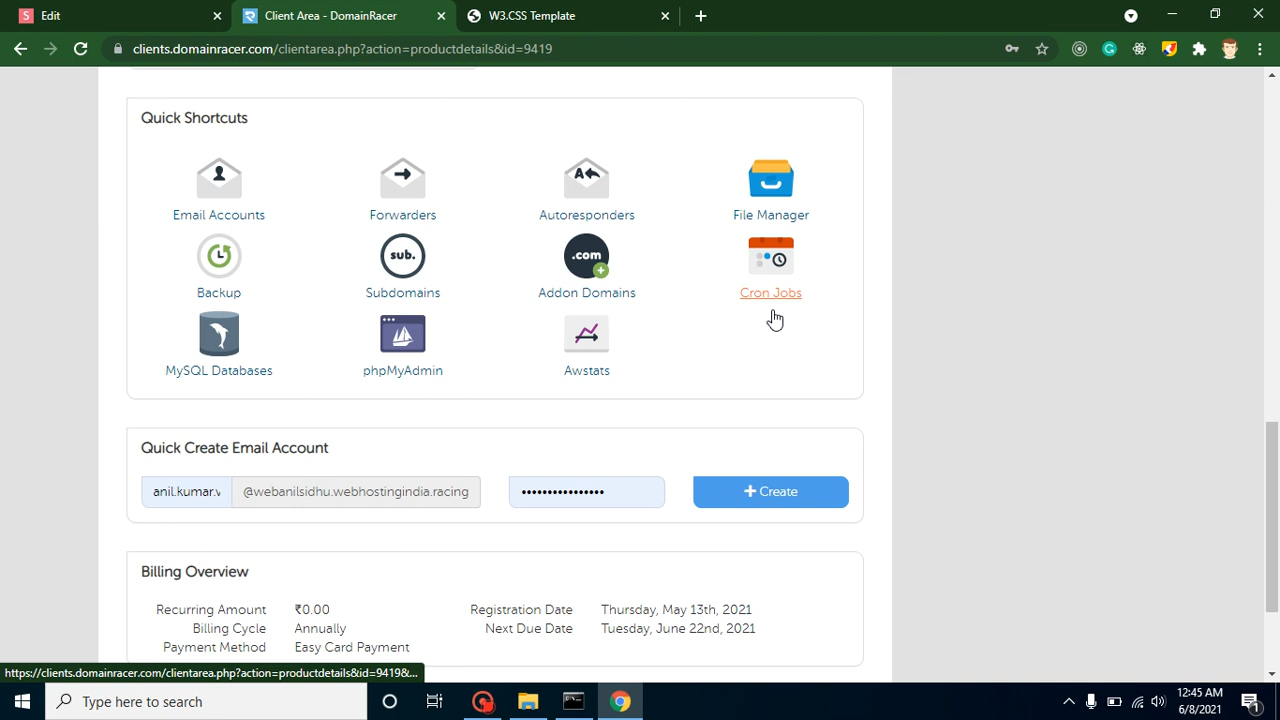 Edit
Client Area - DomainRacer
W3.CSS Template
clients.domainracer.com/clientarea.php?action=productdetails&id=9419
Quick Shortcuts
Email Accounts
Forwarders
Autoresponders
File Manager
Backup
sub.
Subdomains
.com
Addon Domains
Cron Jobs
MySQL Databases
phpMyAdmin
Awstats
Quick Create Email Account
anil.kumar.v
@webanilsidhu.webhostingindia.racing
••••••••••••••••
+ Create
Billing Overview
Recurring Amount ₹0.00
Registration Date Thursday, May 13th, 2021
Billing Cycle Annually
Next Due Date Tuesday, June 22nd, 2021
Payment Method Easy Card Payment
https://clients.domainracer.com/clientarea.php?action=productdetails&id=9419&...
Type here to search
12:45 AM
6/8/2021